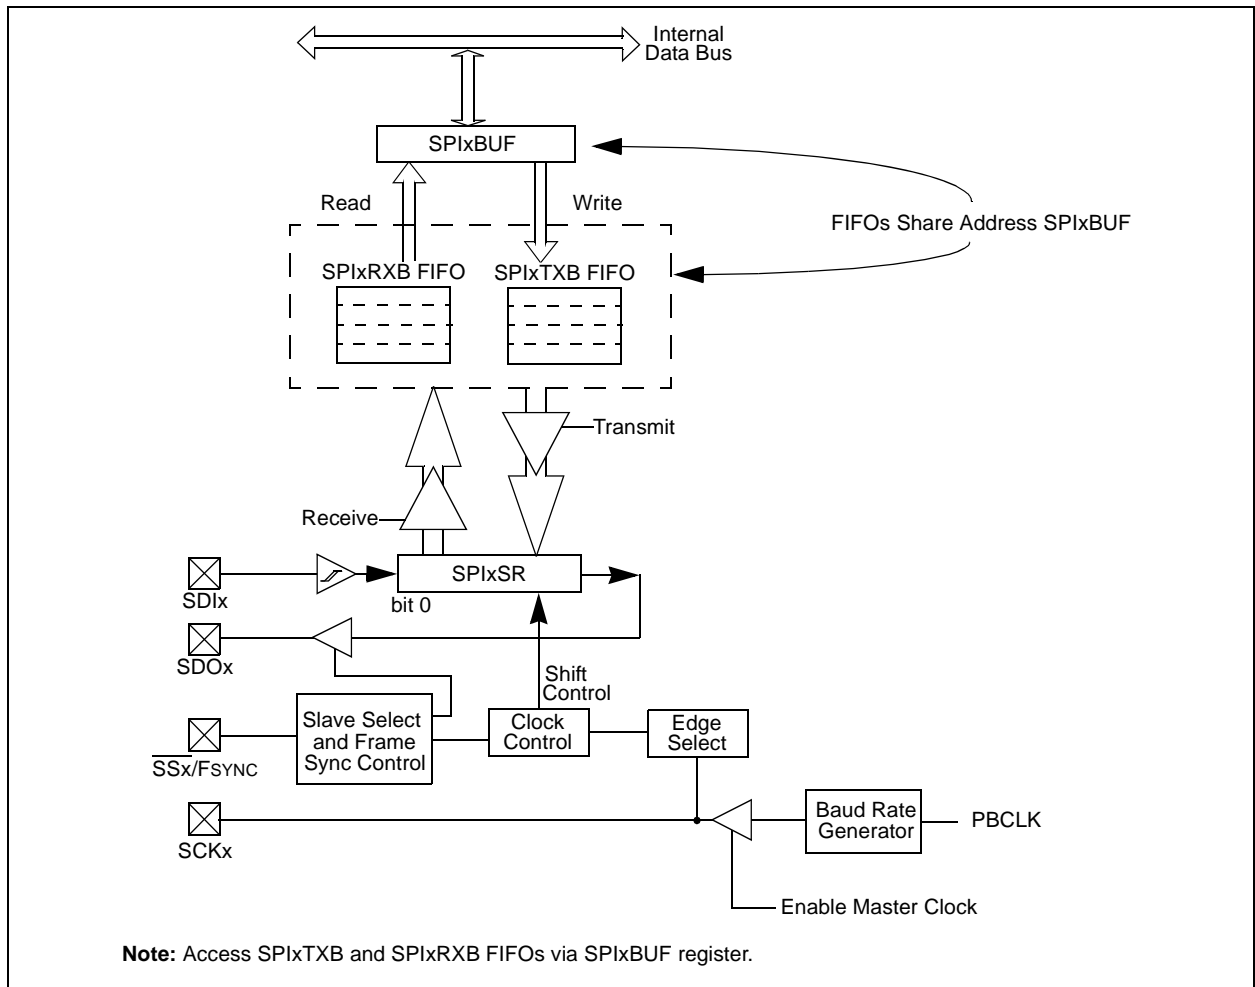 Internal
Data Bus
SPIxBUF
Read
Write
FIFOs Share Address SPIxBUF
SPIxRXB FIFO
SPIxTXB FIFO
Transmit
Receive
SPIxSR
SDIx
bit 0
SDOx
Shift
Control
Slave Select
and Frame
Sync Control
Clock
Control
Edge
Select
SSx/FSYNC
Baud Rate
Generator
PBCLK
SCKx
Enable Master Clock
Note: Access SPIxTXB and SPIxRXB FIFOs via SPIxBUF register.